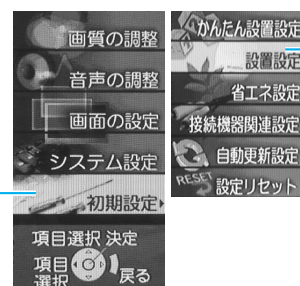 画質の調整
音声の調整
画面の設定
システム設定
初期設定
項目選択 決定
項目
選択
戻る
かんたん設置設定
設置設定
省エネ設定
接続機器関連設定
自動更新設定
RESET
設定リセット